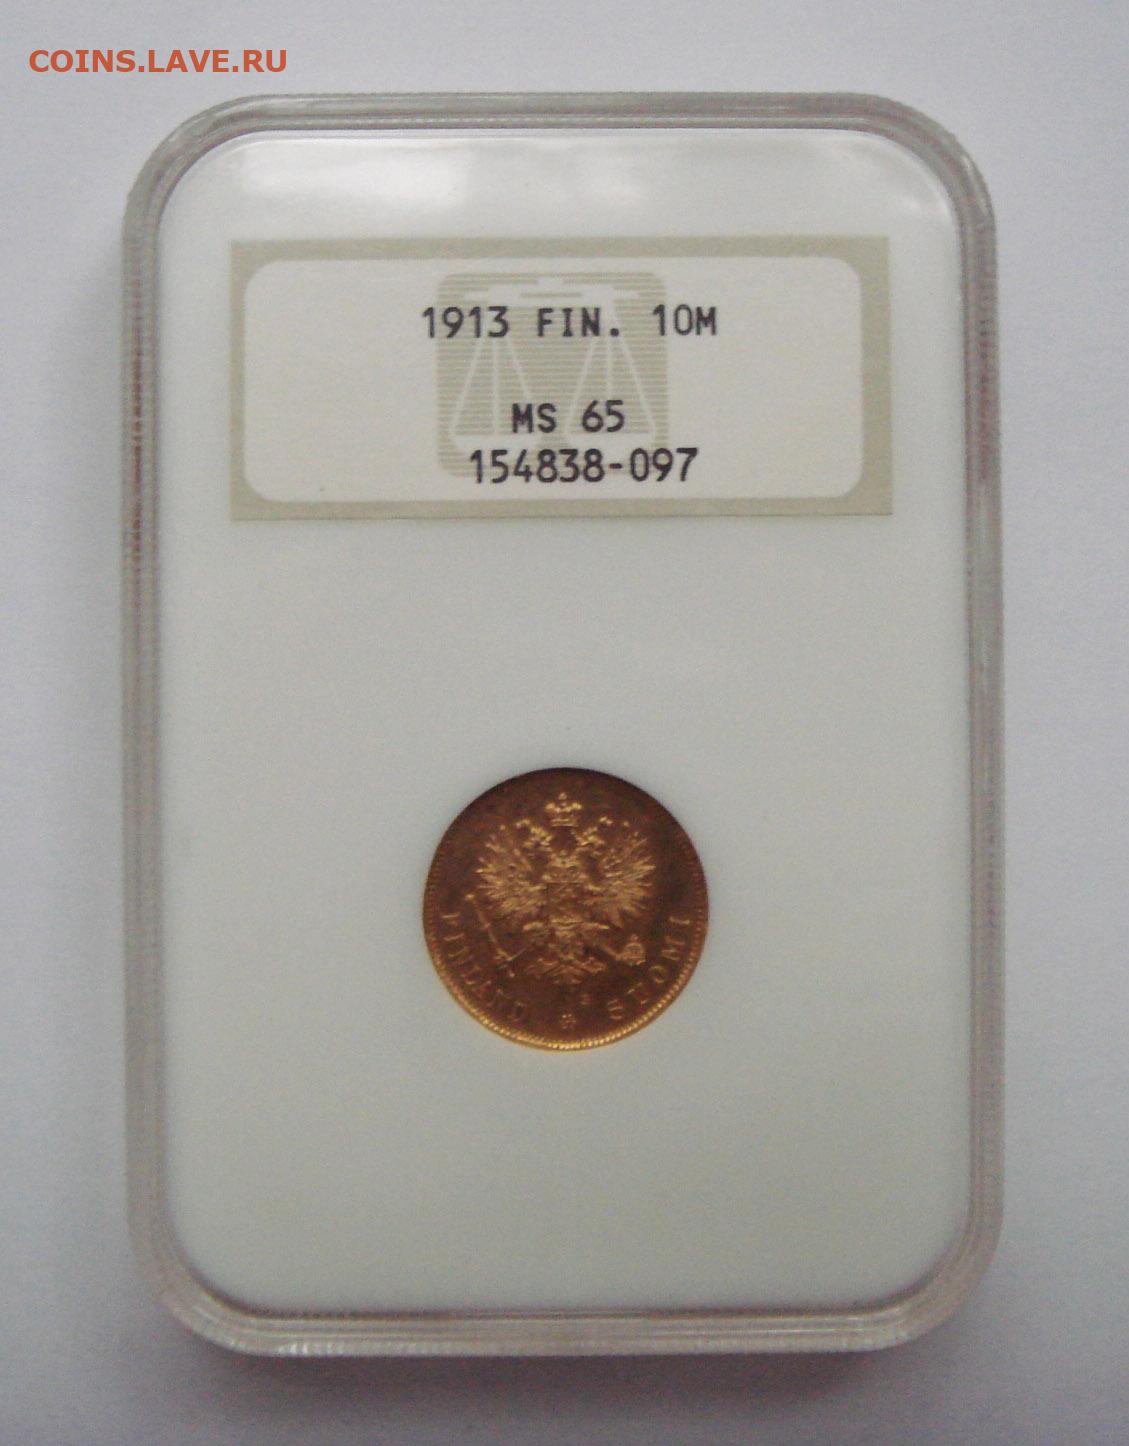 COINS.LAVE.RU
1913 FIN. 10M
MS 65
154838-097
FINLAND * SUOMI
S